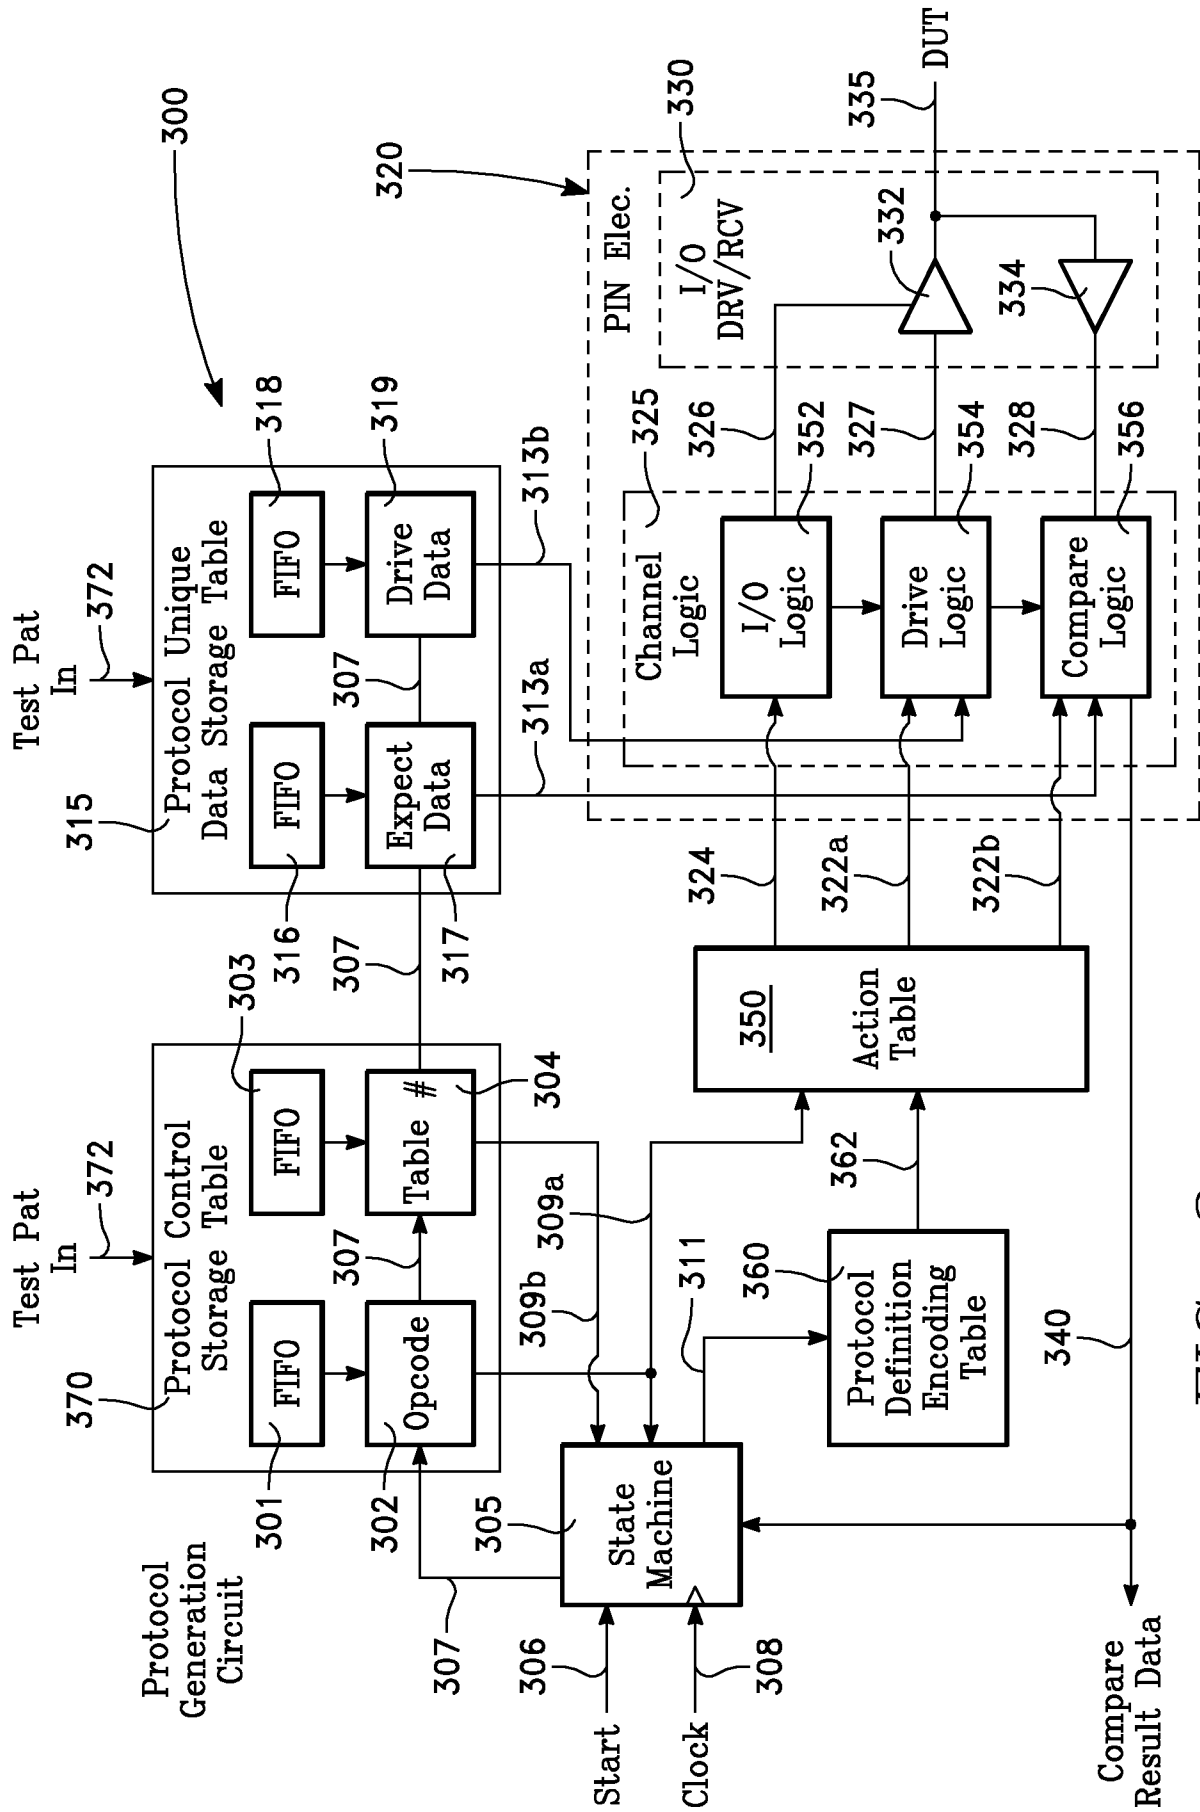 Protocol
Generation
Circuit
300
Test Pat
In
372
Test Pat
In
372
370
Protocol Control
Storage Table
301
FIFO
303
FIFO
302
Opcode
307
Table #
304
307
315
Protocol Unique
Data Storage Table
316
FIFO
318
FIFO
317
Expect
Data
307
Drive
Data
319
307
305
309b
309a
313a
313b
320
Start
306
Clock
308
State
Machine
311
360
Protocol
Definition
Encoding
Table
362
350
Action
Table
324
322a
322b
PIN Elec.
Channel
Logic
325
I/O
Logic
352
Drive
Logic
354
Compare
Logic
356
326
327
328
I/O
DRV/RCV
330
332
334
335
DUT
340
Compare
Result Data